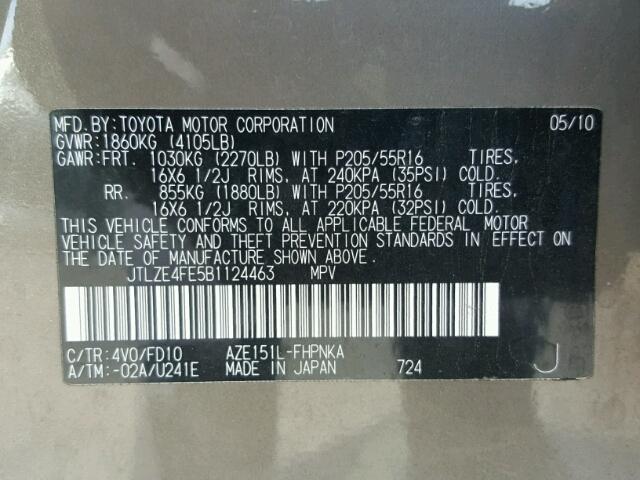 MFD.BY:TOYOTA MOTOR CORPORATION 05/10
GVWR:1860KG (4105LB)
GAWR:FRT. 1030KG (2270LB) WITH P205/55R16 TIRES,
16X6 1/2J RIMS, AT 240KPA (35PSI) COLD.
RR. 855KG (1880LB) WITH P205/55R16 TIRES,
16X6 1/2J RIMS, AT 220KPA (32PSI) COLD.
THIS VEHICLE CONFORMS TO ALL APPLICABLE FEDERAL MOTOR
VEHICLE SAFETY AND THEFT PREVENTION STANDARDS IN EFFECT ON
THE DATE OF MANUFACTURE SHOWN ABOVE.
JTLZE4FE5B1124463 MPV
C/TR:4V0/FD10 AZE151L-FHPNKA
A/TM:-02A/U241E MADE IN JAPAN 724 J